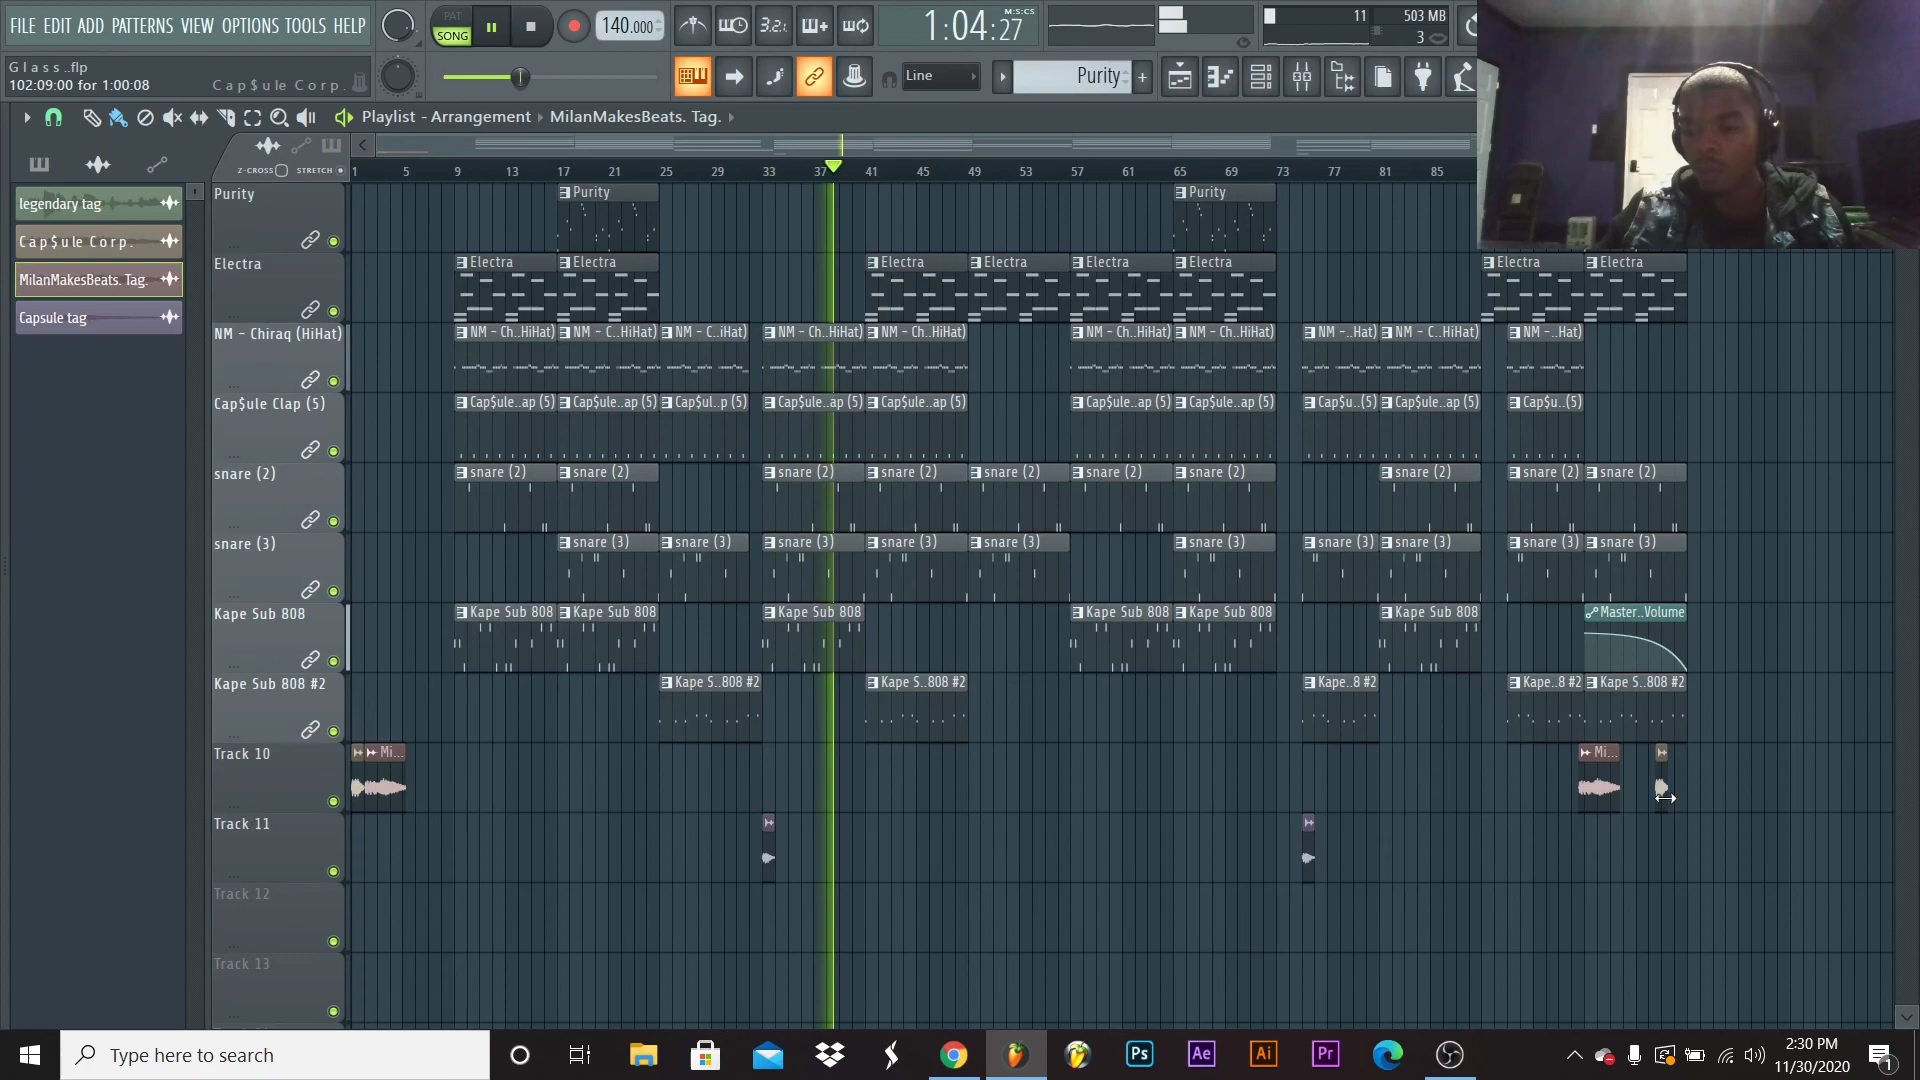 FILE EDIT ADD PATTERNS VIEW OPTIONS TOOLS HELP
PAT
SONG
140.000
3.2.
1:04:27
M:S:CS
11
503 MB
3
Glass..flp
102:09:00 for 1:00:08
Cap$ule Corp.
Line
Purity
Playlist - Arrangement
MilanMakesBeats. Tag.
Z-CROSS
STRETCH
1 5 9 13 17 21 25 29 33 37 41 45 49 53 57 61 65 69 73 77 81 85
legendary tag
Cap$ule Corp.
MilanMakesBeats. Tag.
Capsule tag
Purity
Purity
Purity
Electra
Electra Electra Electra Electra Electra Electra Electra Electra
NM - Chiraq (HiHat)
NM - Ch..HiHat) NM - C..HiHat) NM - C..iHat) NM - Ch..HiHat) NM - Ch..HiHat) NM - Ch..HiHat) NM - Ch..HiHat) NM -..Hat) NM - C..HiHat) NM -..Hat)
Cap$ule Clap (5)
Cap$ule..ap (5) Cap$ule..ap (5) Cap$ul..p (5) Cap$ule..ap (5) Cap$ule..ap (5) Cap$ule..ap (5) Cap$ule..ap (5) Cap$u..(5) Cap$ule..ap (5) Cap$u..(5)
snare (2)
snare (2) snare (2) snare (2) snare (2) snare (2) snare (2) snare (2) snare (2) snare (2) snare (2)
snare (3)
snare (3) snare (3) snare (3) snare (3) snare (3) snare (3) snare (3) snare (3) snare (3) snare (3)
Kape Sub 808
Kape Sub 808 Kape Sub 808 Kape Sub 808 Kape Sub 808 Kape Sub 808 Kape Sub 808 Master..Volume
Kape Sub 808 #2
Kape S..808 #2 Kape S..808 #2 Kape..8 #2 Kape..8 #2 Kape S..808 #2
Track 10
Mi... Mi...
Track 11
Track 12
Track 13
Type here to search
Ps
Ae
Ai
Pr
2:30 PM
11/30/2020
1